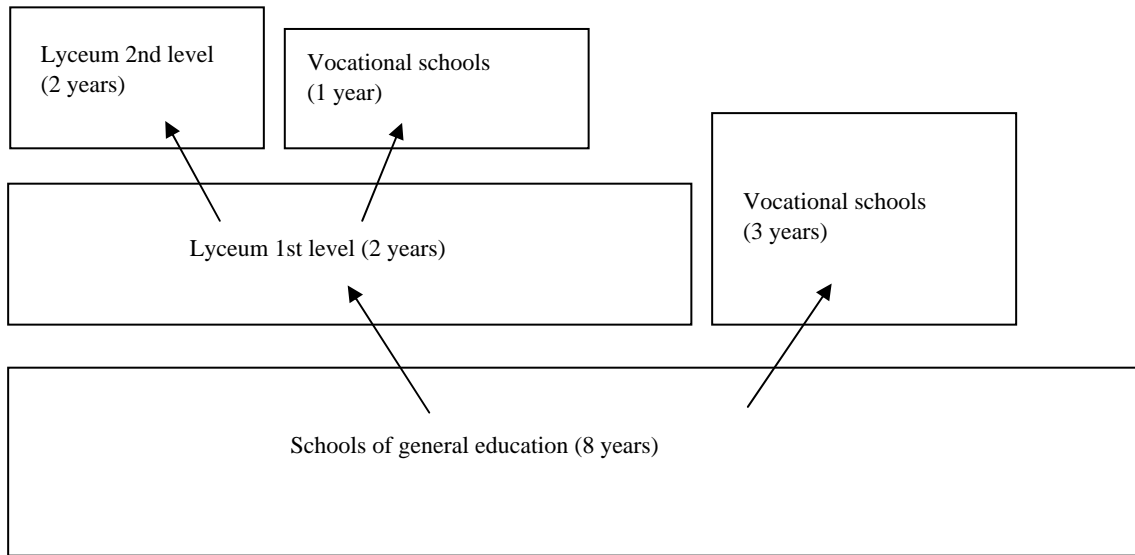 Lyceum 2nd level
(2 years)
Vocational schools
(1 year)
Vocational schools
(3 years)
Lyceum 1st level (2 years)
Schools of general education (8 years)